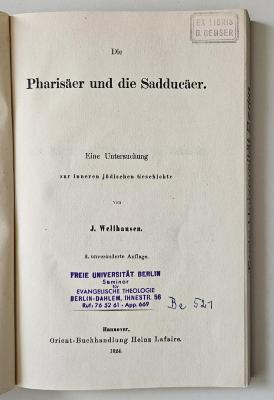 EX LIBRIS
Die
Pharisäer und die Sadducäer.
Eine Untersuchung
zur inneren jüdischen Geschichte
von
J. Wellhausen.
2. unveränderte Auflage.
FREIE UNIVERSITÄT BERLIN
Seminar
für
EVANGELISCHE THEOLOGIE
BERLIN-DAHLEM, IHNESTR. 56
Ruf: 76 52 61 - App. 669
Be 521
Hannover.
Orient-Buchhandlung Heinz Lafaire.
1924.